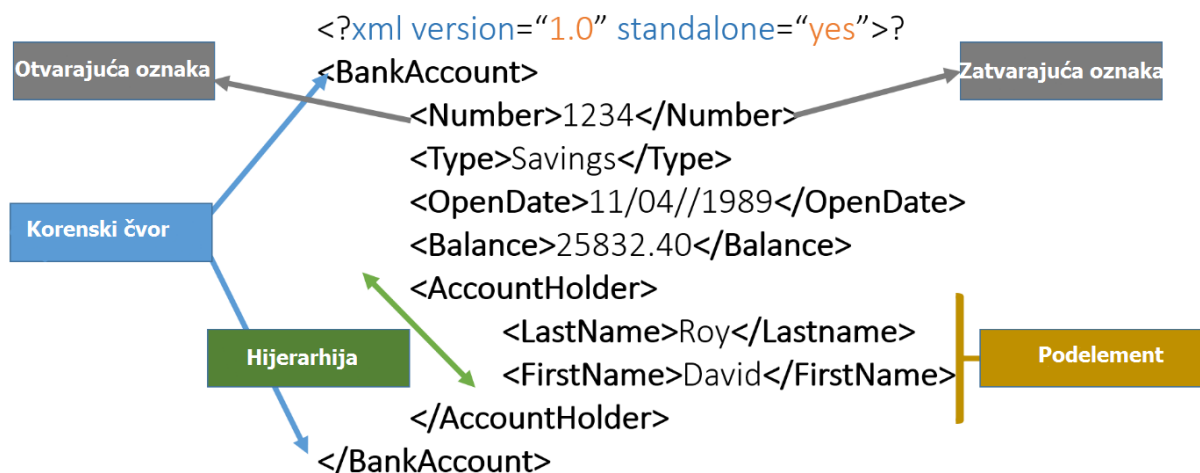 <?xml version=“1.0” standalone=“yes”>?
Otvarajuća oznaka
<BankAccount>
Zatvarajuća oznaka
<Number>1234</Number>
<Type>Savings</Type>
<OpenDate>11/04//1989</OpenDate>
Korenski čvor
<Balance>25832.40</Balance>
<AccountHolder>
<LastName>Roy</Lastname>
Hijerarhija
Podelement
<FirstName>David</FirstName>
</AccountHolder>
</BankAccount>